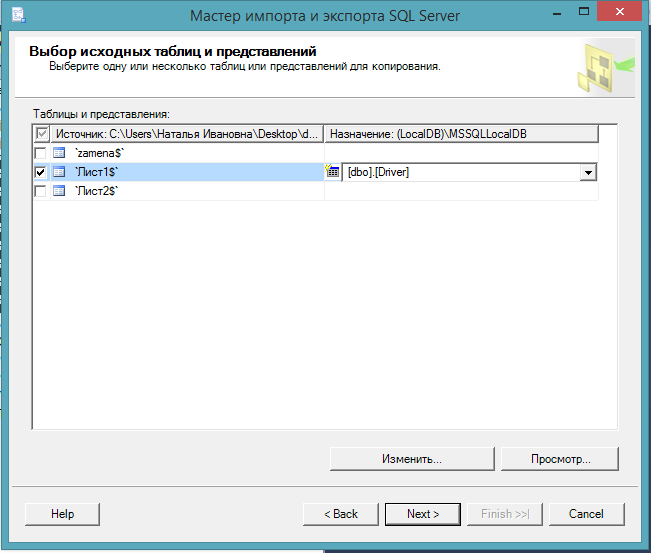 Мастер импорта и экспорта SQL Server
Выбор исходных таблиц и представлений
Выберите одну или несколько таблиц или представлений для копирования.
Таблицы и представления:
Источник: C:\Users\Наталья Ивановна\Desktop\d... Назначение: (LocalDB)\MSSQLLocalDB
`zamena$`
`Лист1$` [dbo].[Driver]
`Лист2$`
Изменить... Просмотр...
Help < Back Next > Finish >>| Cancel